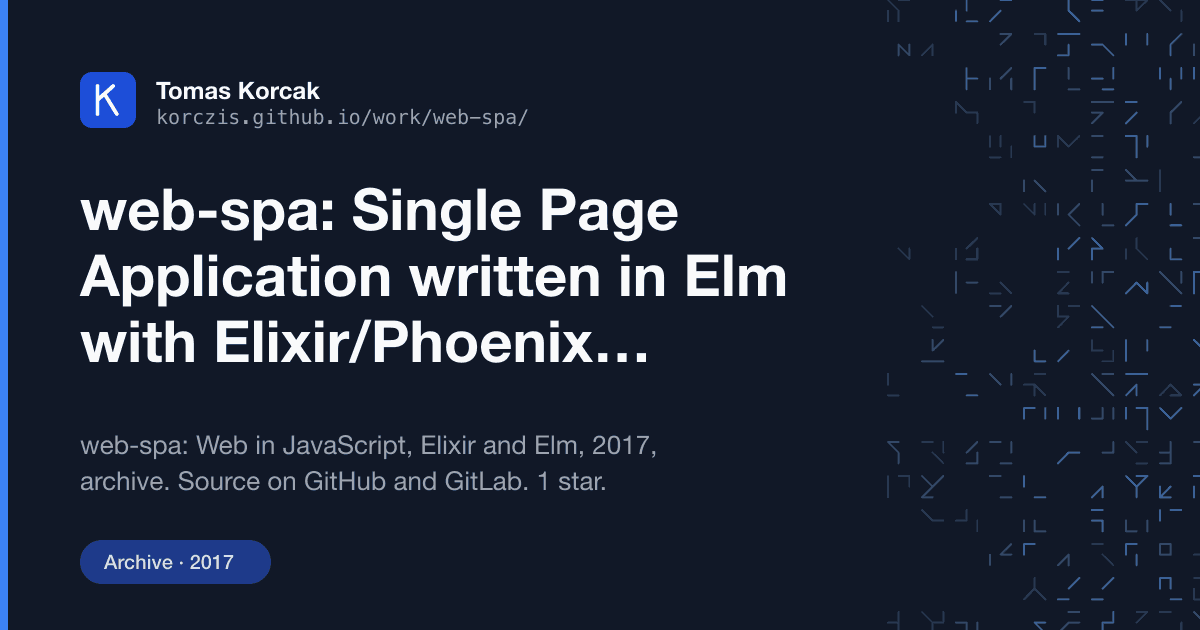 K
Tomas Korcak
korczis.github.io/work/web-spa/
web-spa: Single Page
Application written in Elm
with Elixir/Phoenix…
web-spa: Web in JavaScript, Elixir and Elm, 2017,
archive. Source on GitHub and GitLab. 1 star.
Archive · 2017